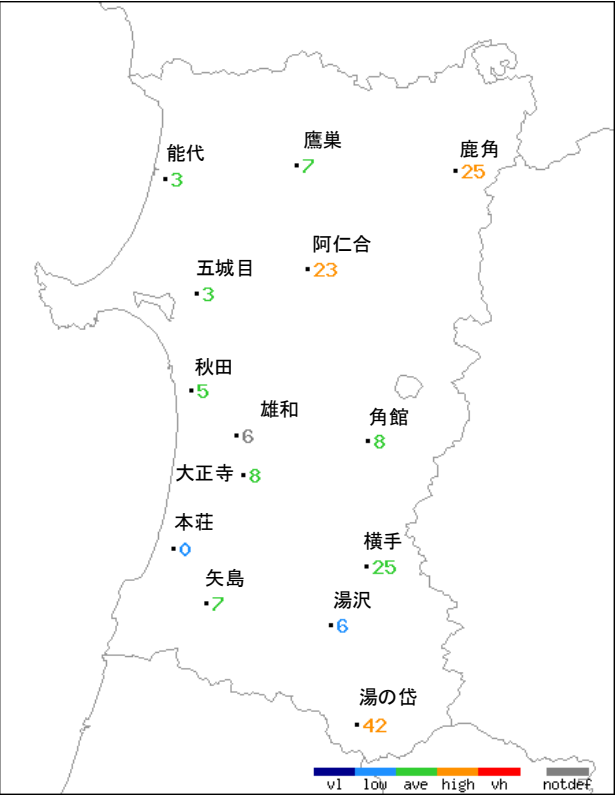 鷹巣
7
能代
3
鹿角
25
阿仁合
23
五城目
3
秋田
5
雄和
6
角館
8
大正寺 8
本荘
0
横手
25
矢島
7
湯沢
6
湯の岱
42
vl low ave high vh notdef